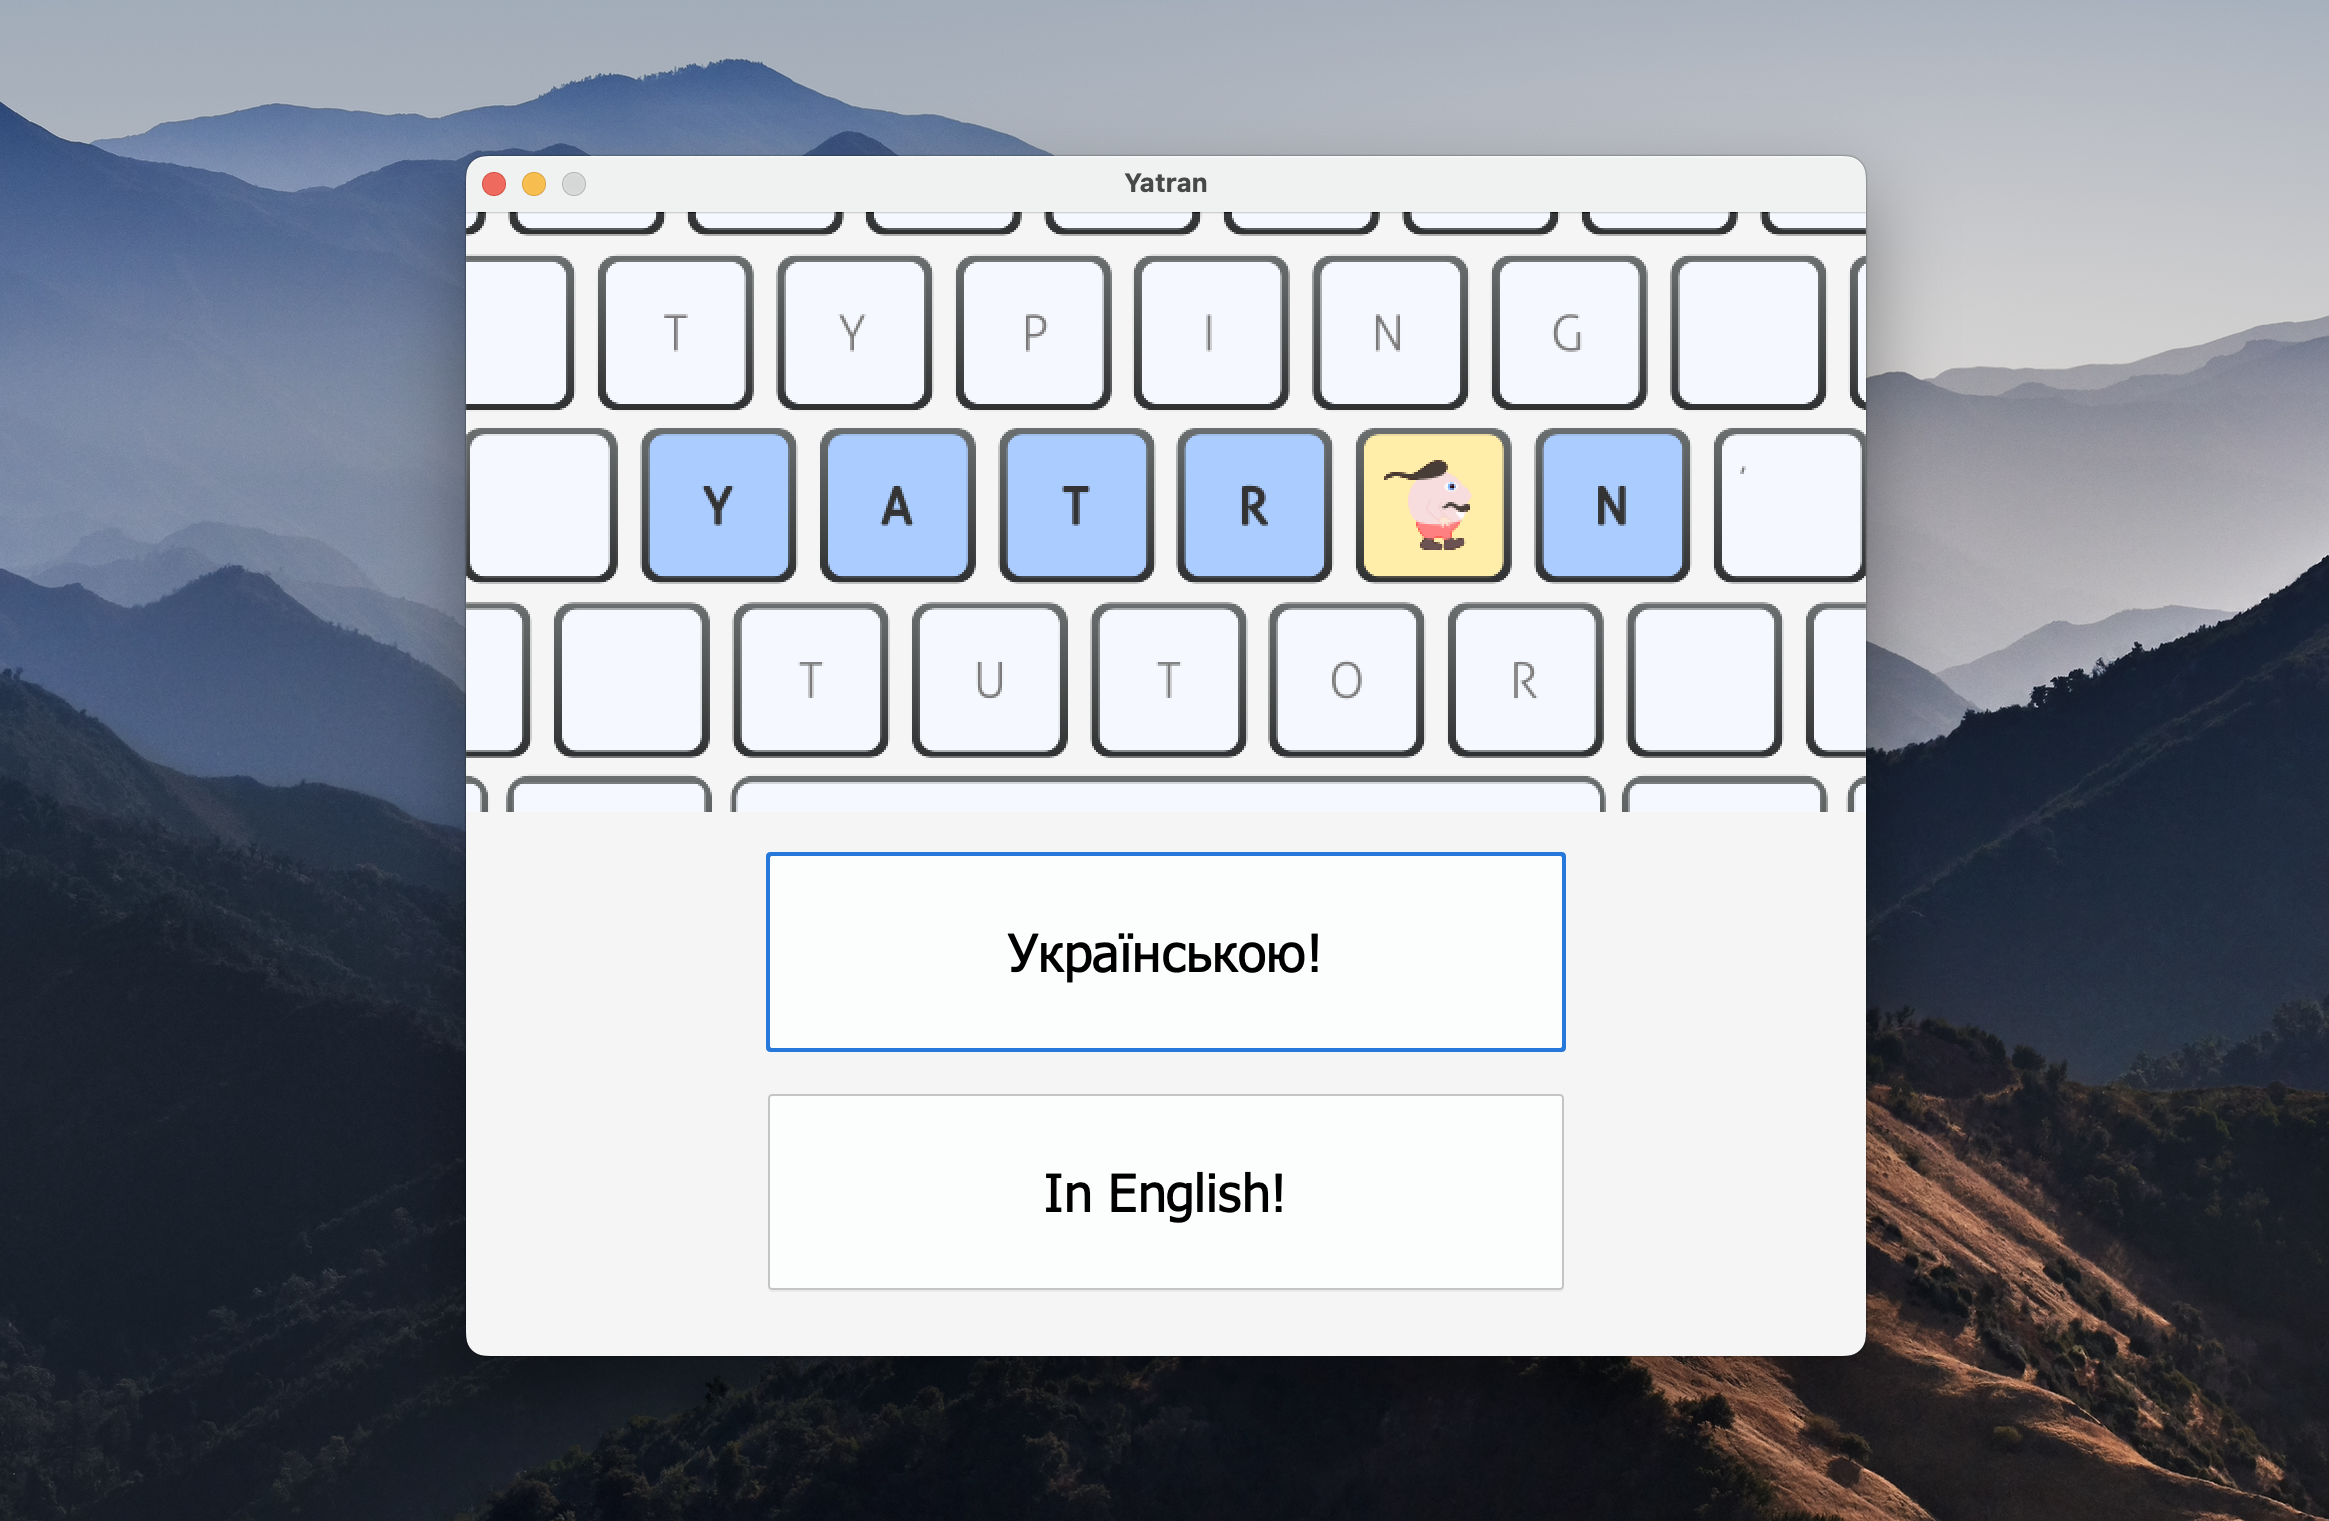 Yatran
T Y P I N G
Y A T R N ,
T U T O R
Українською!
In English!